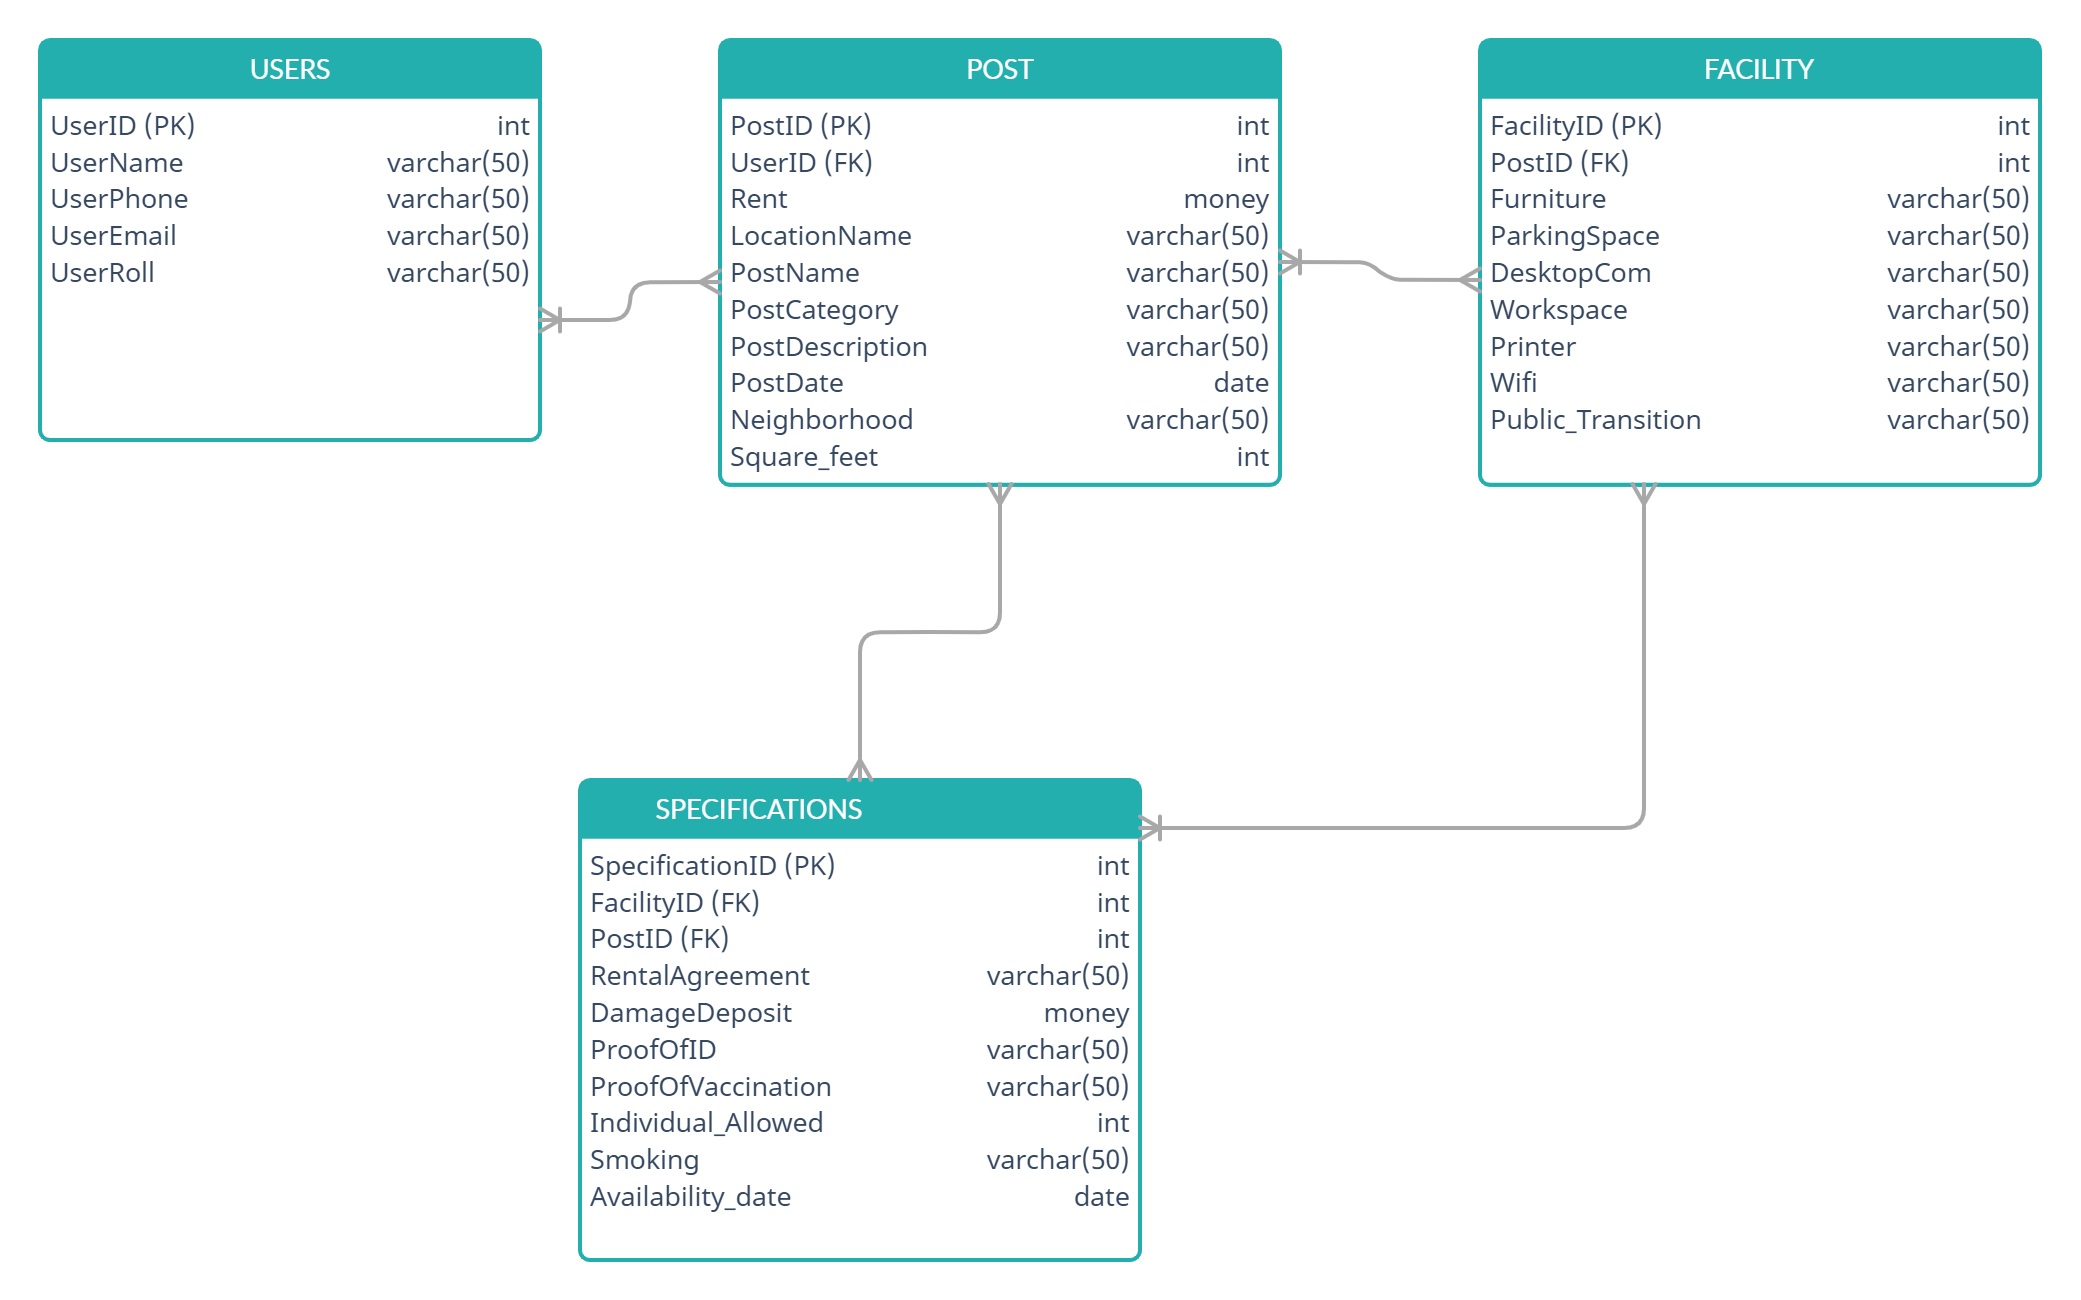 USERS
UserID (PK) int
UserName varchar(50)
UserPhone varchar(50)
UserEmail varchar(50)
UserRoll varchar(50)
POST
PostID (PK) int
UserID (FK) int
Rent money
LocationName varchar(50)
PostName varchar(50)
PostCategory varchar(50)
PostDescription varchar(50)
PostDate date
Neighborhood varchar(50)
Square_feet int
FACILITY
FacilityID (PK) int
PostID (FK) int
Furniture varchar(50)
ParkingSpace varchar(50)
DesktopCom varchar(50)
Workspace varchar(50)
Printer varchar(50)
Wifi varchar(50)
Public_Transition varchar(50)
SPECIFICATIONS
SpecificationID (PK) int
FacilityID (FK) int
PostID (FK) int
RentalAgreement varchar(50)
DamageDeposit money
ProofOfID varchar(50)
ProofOfVaccination varchar(50)
Individual_Allowed int
Smoking varchar(50)
Availability_date date